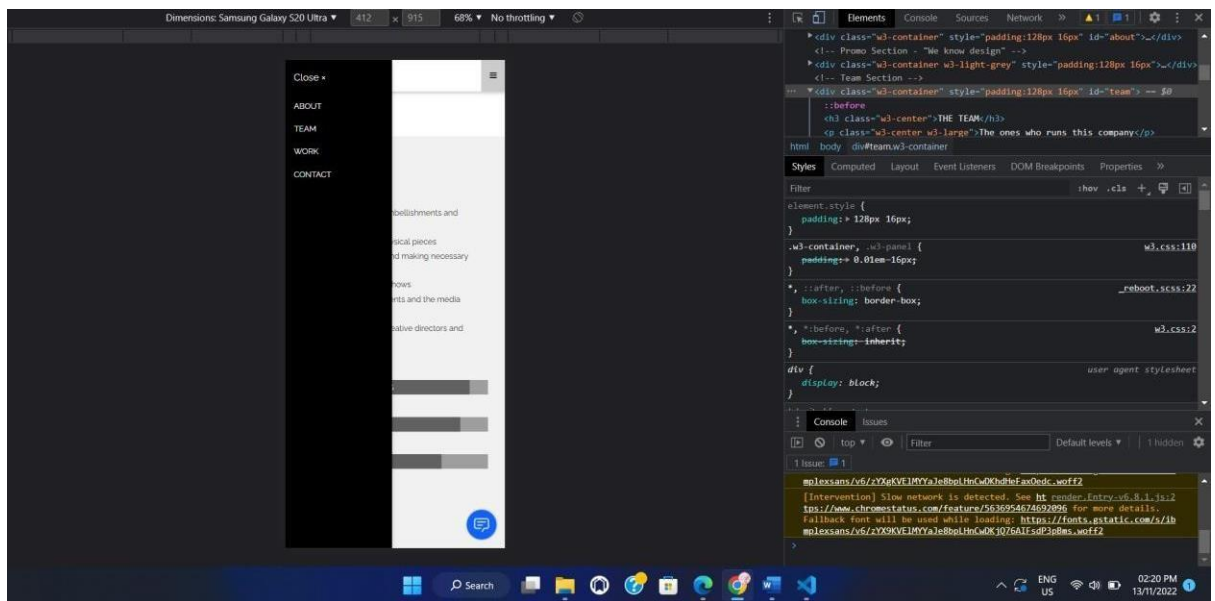 Dimensions: Samsung Galaxy S20 Ultra ▼ 412 × 915 68% ▼ No throttling ▼
Elements Console Sources Network » 1 1
<div class="w3-container" style="padding:128px 16px" id="about">…</div>
<!-- Promo Section - "We know design" -->
<div class="w3-container w3-light-grey" style="padding:128px 16px">…</div>
<!-- Team Section -->
<div class="w3-container" style="padding:128px 16px" id="team"> == $0
::before
<h3 class="w3-center">THE TEAM</h3>
<p class="w3-center w3-large">The ones who runs this company</p>
html body div#team.w3-container
Styles Computed Layout Event Listeners DOM Breakpoints Properties »
Filter :hov .cls +
element.style {
padding: 128px 16px;
}
.w3-container, .w3-panel { w3.css:110
padding: 0.01em 16px;
}
*, ::after, ::before { _reboot.scss:22
box-sizing: border-box;
}
*, *:before, *:after { w3.css:2
box-sizing: inherit;
}
div { user agent stylesheet
display: block;
}
Console Issues
top ▼ Filter Default levels ▼ 1 hidden
1 Issue: 1
[Intervention] Slow network is detected. See ht render.Entry-v6.8.1.js:2
tps://www.chromestatus.com/feature/5636954674692096 for more details.
Fallback font will be used while loading: https://fonts.gstatic.com/s/ib
Close ×
ABOUT
TEAM
WORK
CONTACT
bellishments and
sical pieces
nd making necessary
hows
ents and the media
eative directors and
Search
ENG
US
02:20 PM
13/11/2022
1